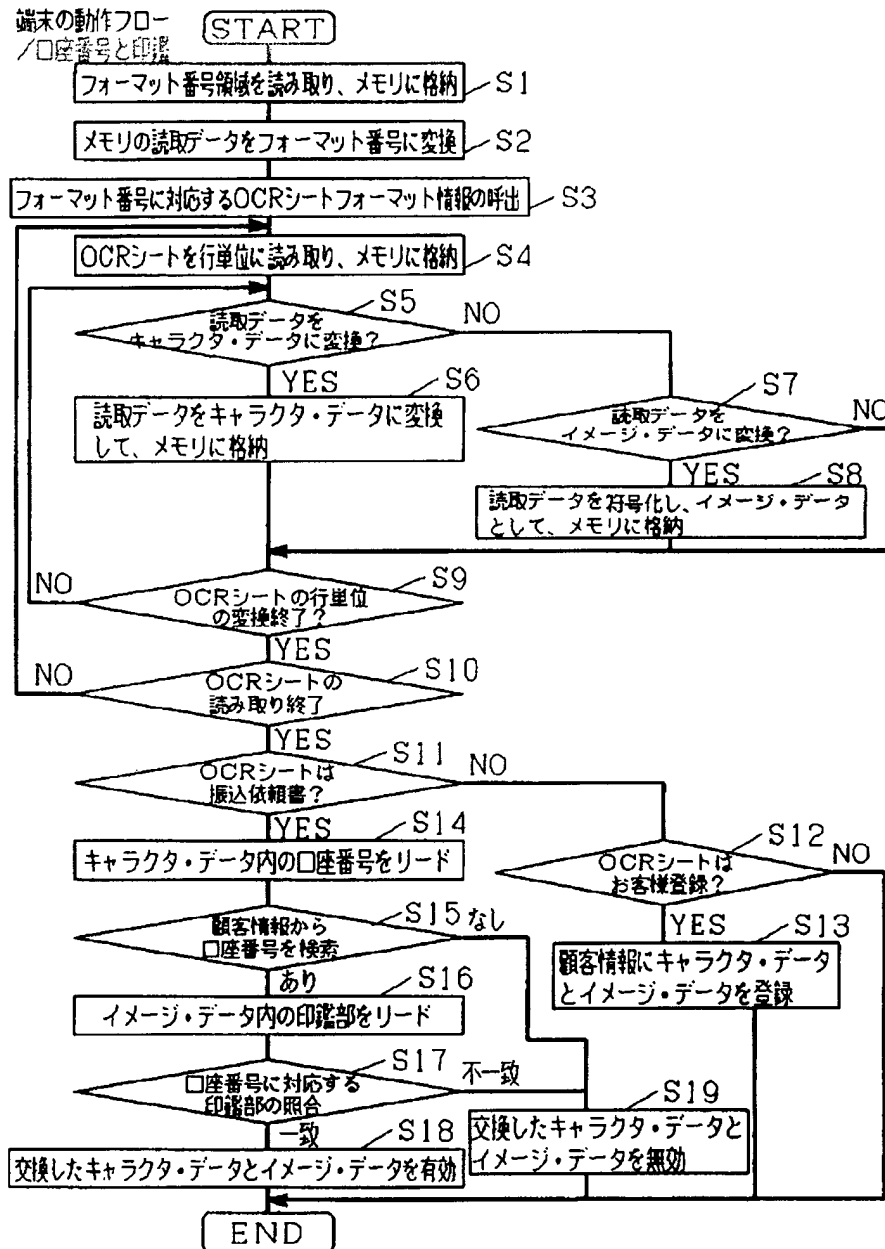 端末の動作フロー
/口座番号と印鑑
START
フォーマット番号領域を読み取り、メモリに格納
S1
メモリの読取データをフォーマット番号に変換
S2
フォーマット番号に対応するOCRシートフォーマット情報の呼出
S3
OCRシートを行単位に読み取り、メモリに格納
S4
S5
読取データを
キャラクタ・データに変換?
NO
YES
S6
読取データをキャラクタ・データに変換
して、メモリに格納
S7
読取データを
イメージ・データに変換?
NO
YES
S8
読取データを符号化し、イメージ・データ
として、メモリに格納
S9
NO
OCRシートの行単位
の変換終了?
YES
S10
NO
OCRシートの
読み取り終了
YES
S11
OCRシートは
振込依頼書?
NO
YES
S14
キャラクタ・データ内の口座番号をリード
S12
OCRシートは
お客様登録?
NO
YES
S13
顧客情報にキャラクタ・データ
とイメージ・データを登録
S15
なし
顧客情報から
口座番号を検索
あり
S16
イメージ・データ内の印鑑部をリード
S17
口座番号に対応する
印鑑部の照合
不一致
一致
S18
交換したキャラクタ・データとイメージ・データを有効
S19
交換したキャラクタ・データと
イメージ・データを無効
END